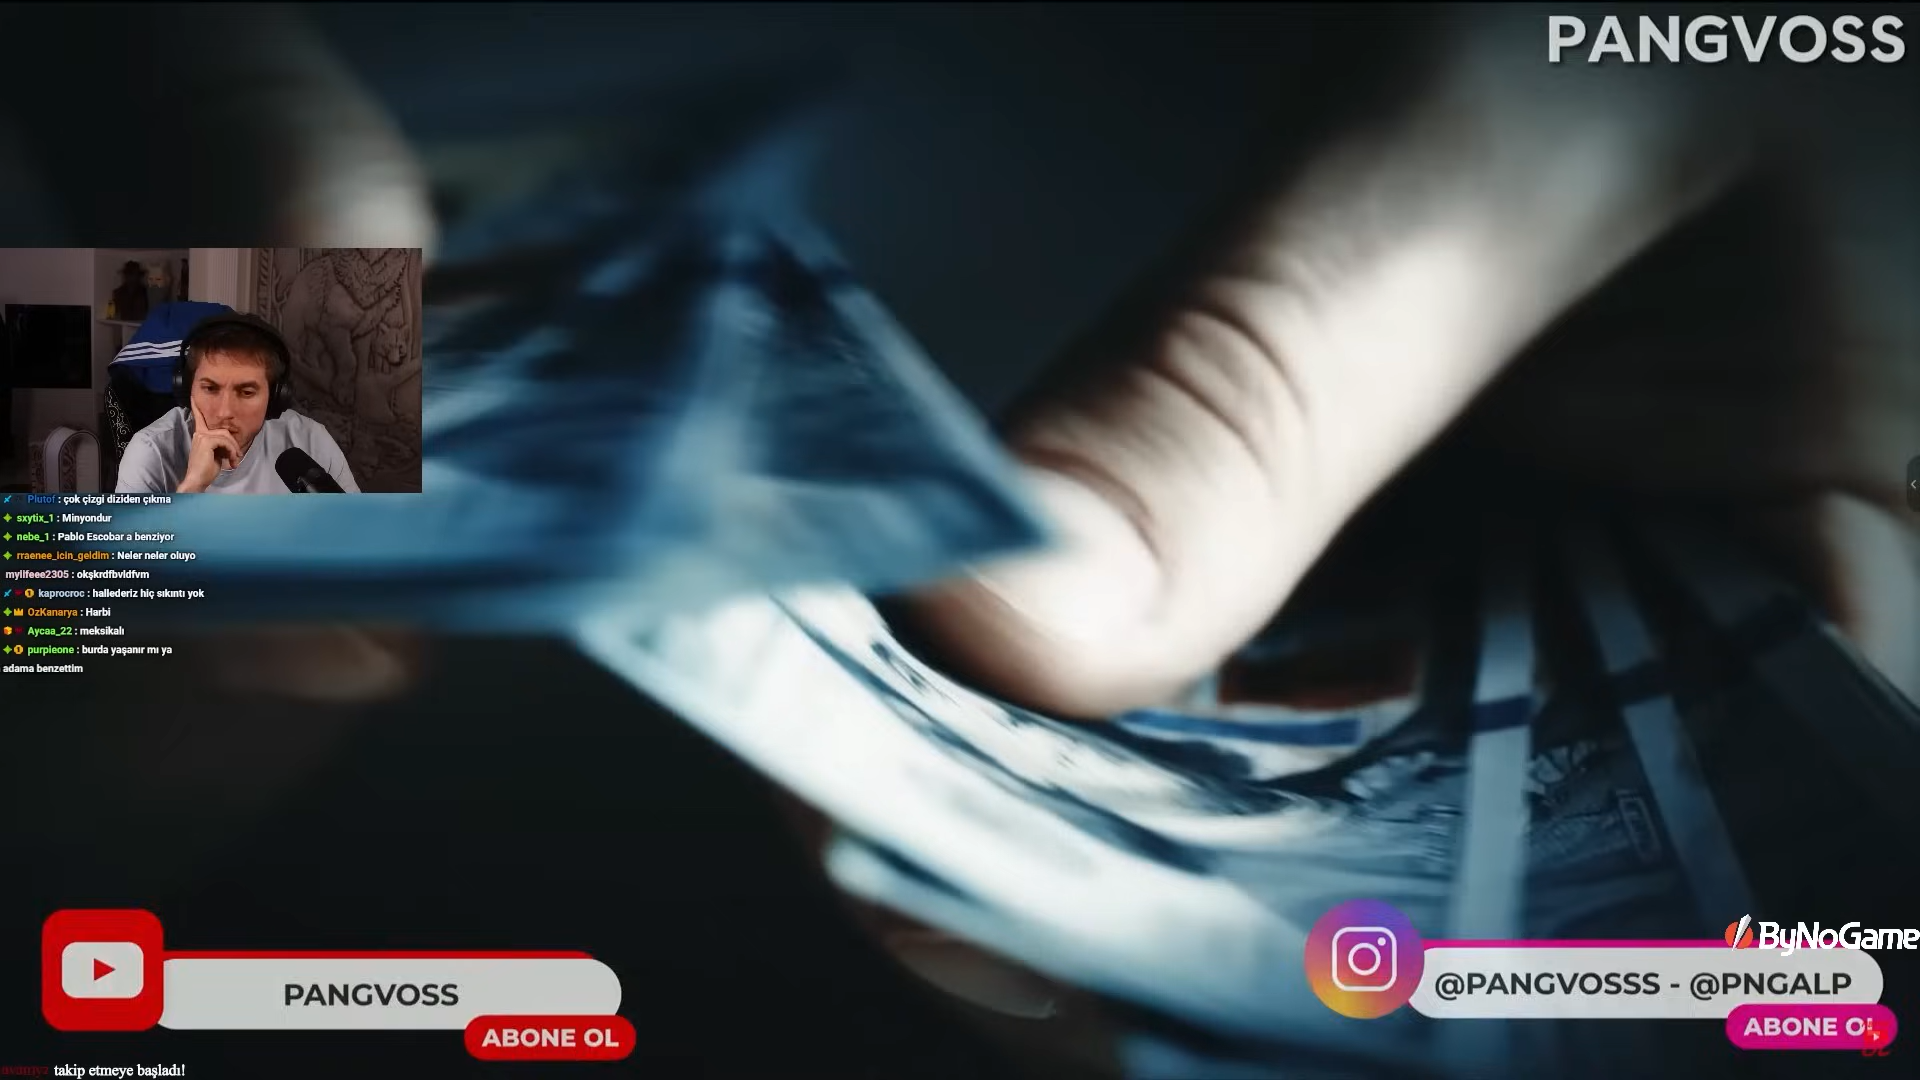 PANGVOSS
Plutof : çok çizgi diziden çıkma
sxytix_1 : Minyondur
nebe_1 : Pablo Escobar a benziyor
rraenee_icin_geldim : Neler neler oluyo
mylifeee2305 : okşkrdfbvldfvm
kaprocroc : hallederiz hiç sıkıntı yok
OzKanarya : Harbi
Aycaa_22 : meksikalı
purpleone : burda yaşanır mı ya
adama benzettim
ByNoGame
PANGVOSS
ABONE OL
@PANGVOSSS - @PNGALP
ABONE OL
takip etmeye başladı!